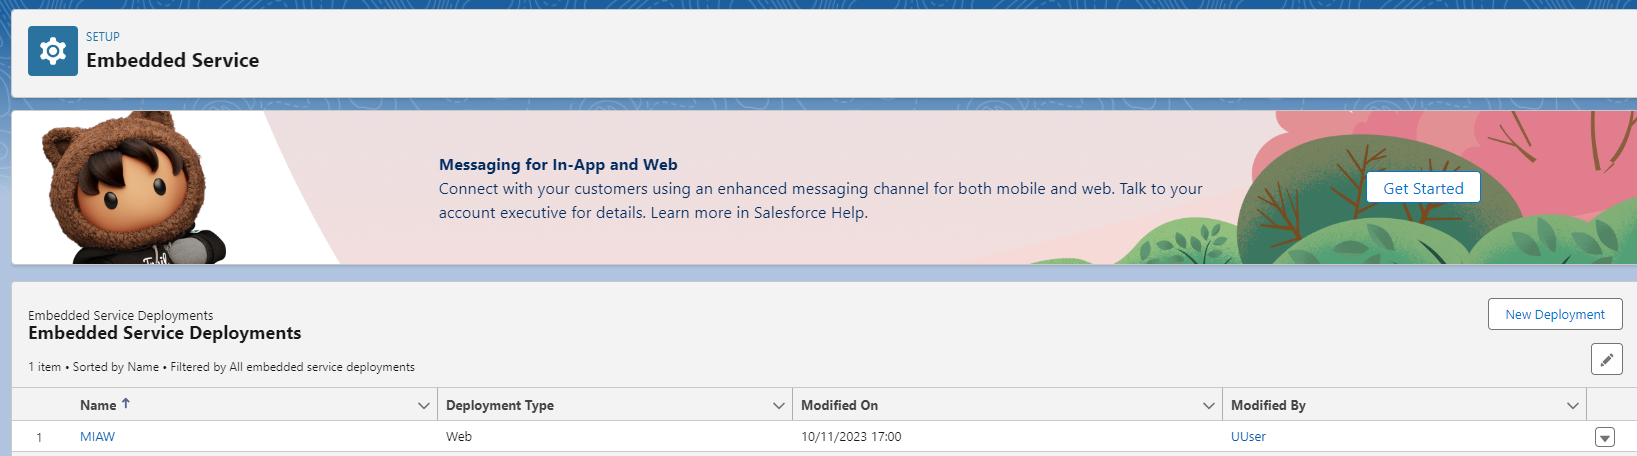 SETUP
Embedded Service
Messaging for In-App and Web
Connect with your customers using an enhanced messaging channel for both mobile and web. Talk to your
account executive for details. Learn more in Salesforce Help.
Get Started
Embedded Service Deployments
Embedded Service Deployments
New Deployment
1 item • Sorted by Name • Filtered by All embedded service deployments
Name Deployment Type Modified On Modified By
1 MIAW Web 10/11/2023 17:00 UUser